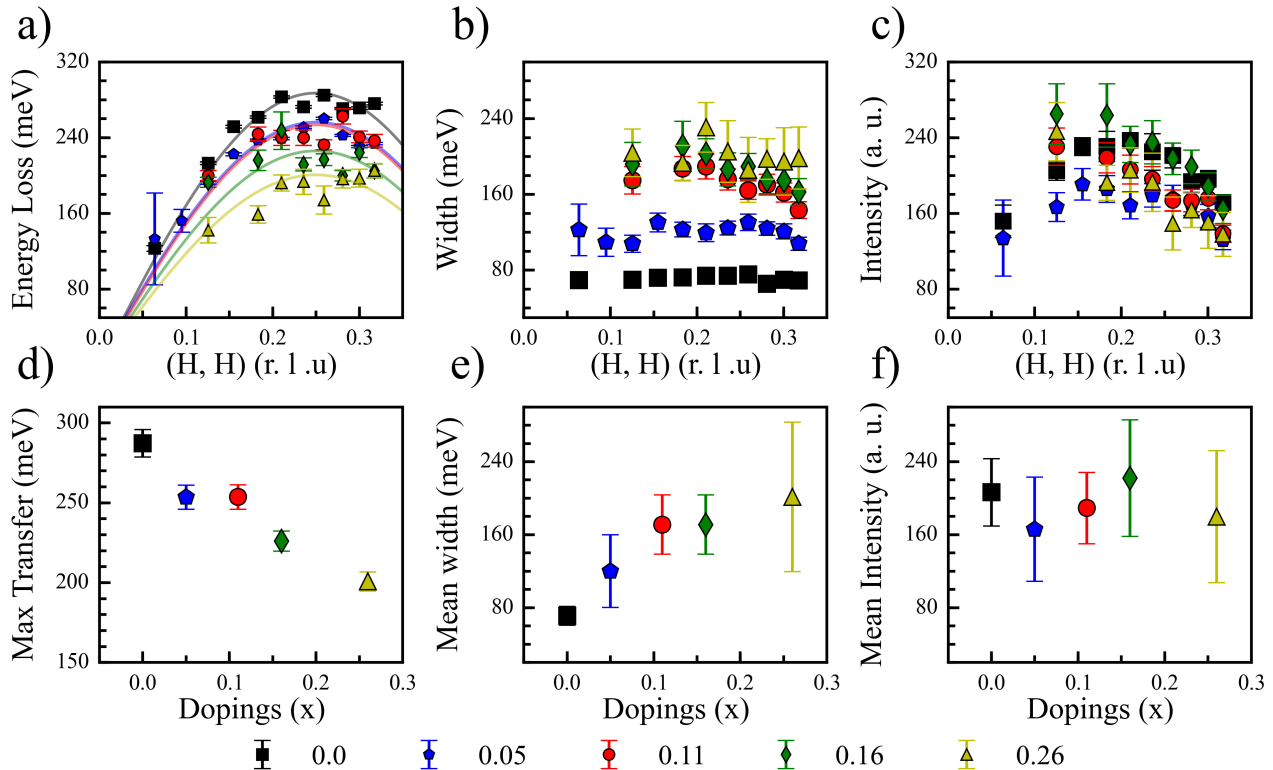 a)
b)
c)
Energy Loss (meV)
320
240
160
80
0.0
0.1
0.2
0.3
(H, H) (r. l .u)
Width (meV)
240
160
80
0.0
0.1
0.2
0.3
(H, H) (r. l .u)
Intensity (a. u.)
320
240
160
80
0.0
0.1
0.2
0.3
(H, H) (r. l .u)
d)
e)
f)
Max Transfer (meV)
300
250
200
150
0.0
0.1
0.2
0.3
Dopings (x)
Mean width (meV)
240
160
80
0.0
0.1
0.2
0.3
Dopings (x)
Mean Intensity (a. u.)
240
160
80
0.0
0.1
0.2
0.3
Dopings (x)
0.0 0.05 0.11 0.16 0.26